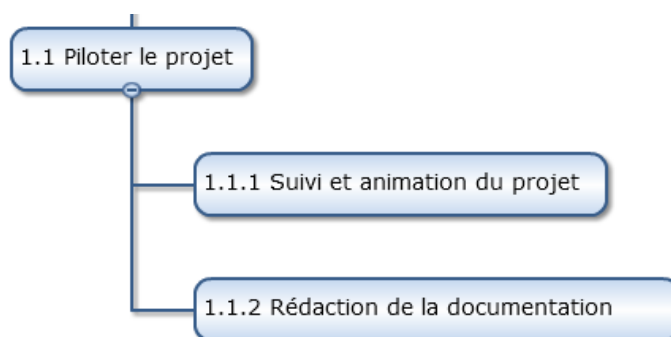 1.1 Piloter le projet
1.1.1 Suivi et animation du projet
1.1.2 Rédaction de la documentation